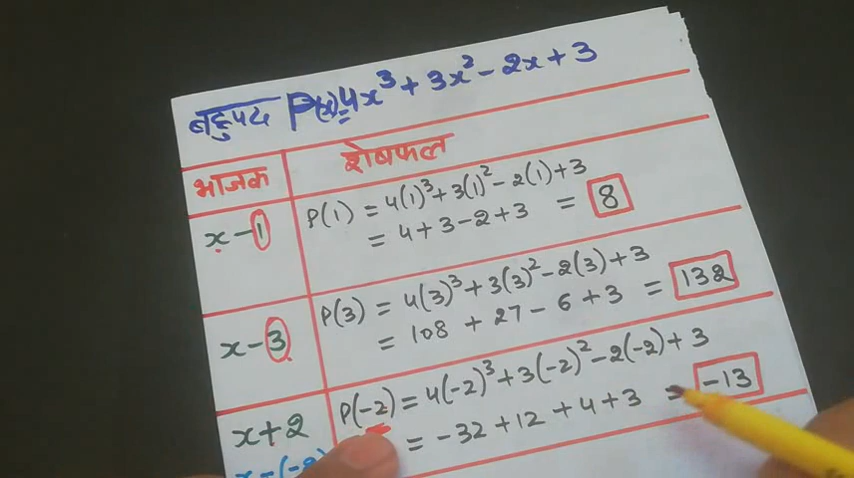 बहुपद P(x)=4x³ + 3x² - 2x + 3
भाजक शेषफल
x - 1 P(1) = 4(1)³ + 3(1)² - 2(1) + 3
= 4 + 3 - 2 + 3 = 8
x - 3 P(3) = 4(3)³ + 3(3)² - 2(3) + 3
= 108 + 27 - 6 + 3 = 132
x + 2 P(-2) = 4(-2)³ + 3(-2)² - 2(-2) + 3
= -32 + 12 + 4 + 3 = -13
x - (-2)